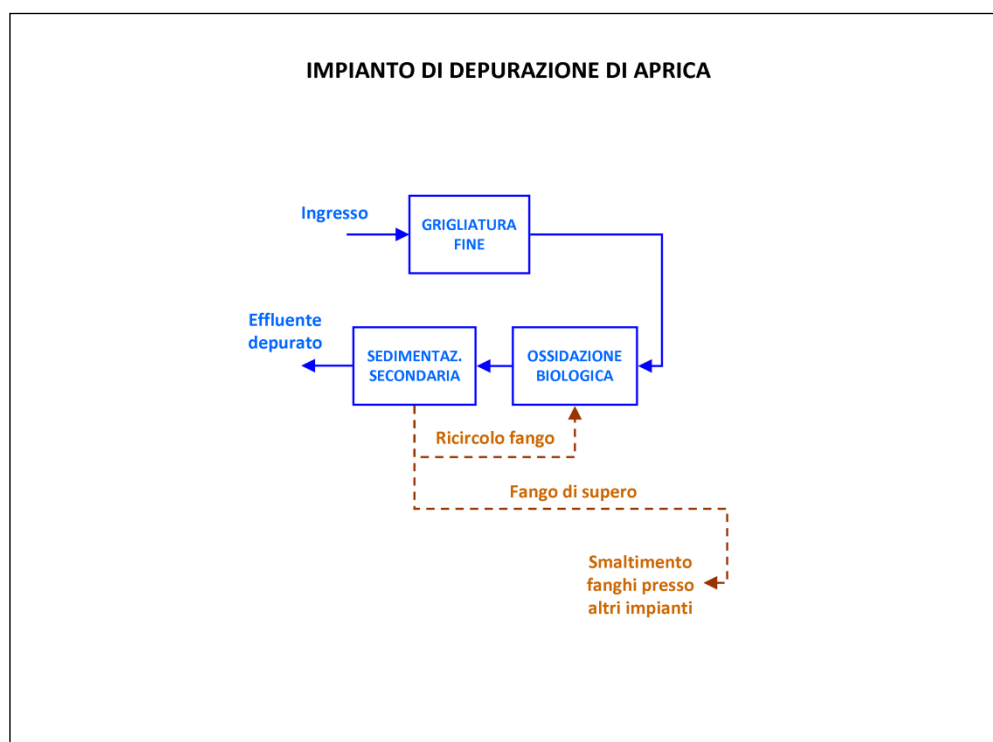 IMPIANTO DI DEPURAZIONE DI APRICA
Ingresso
GRIGLIATURA
FINE
Effluente
depurato
SEDIMENTAZ.
SECONDARIA
OSSIDAZIONE
BIOLOGICA
Ricircolo fango
Fango di supero
Smaltimento
fanghi presso
altri impianti